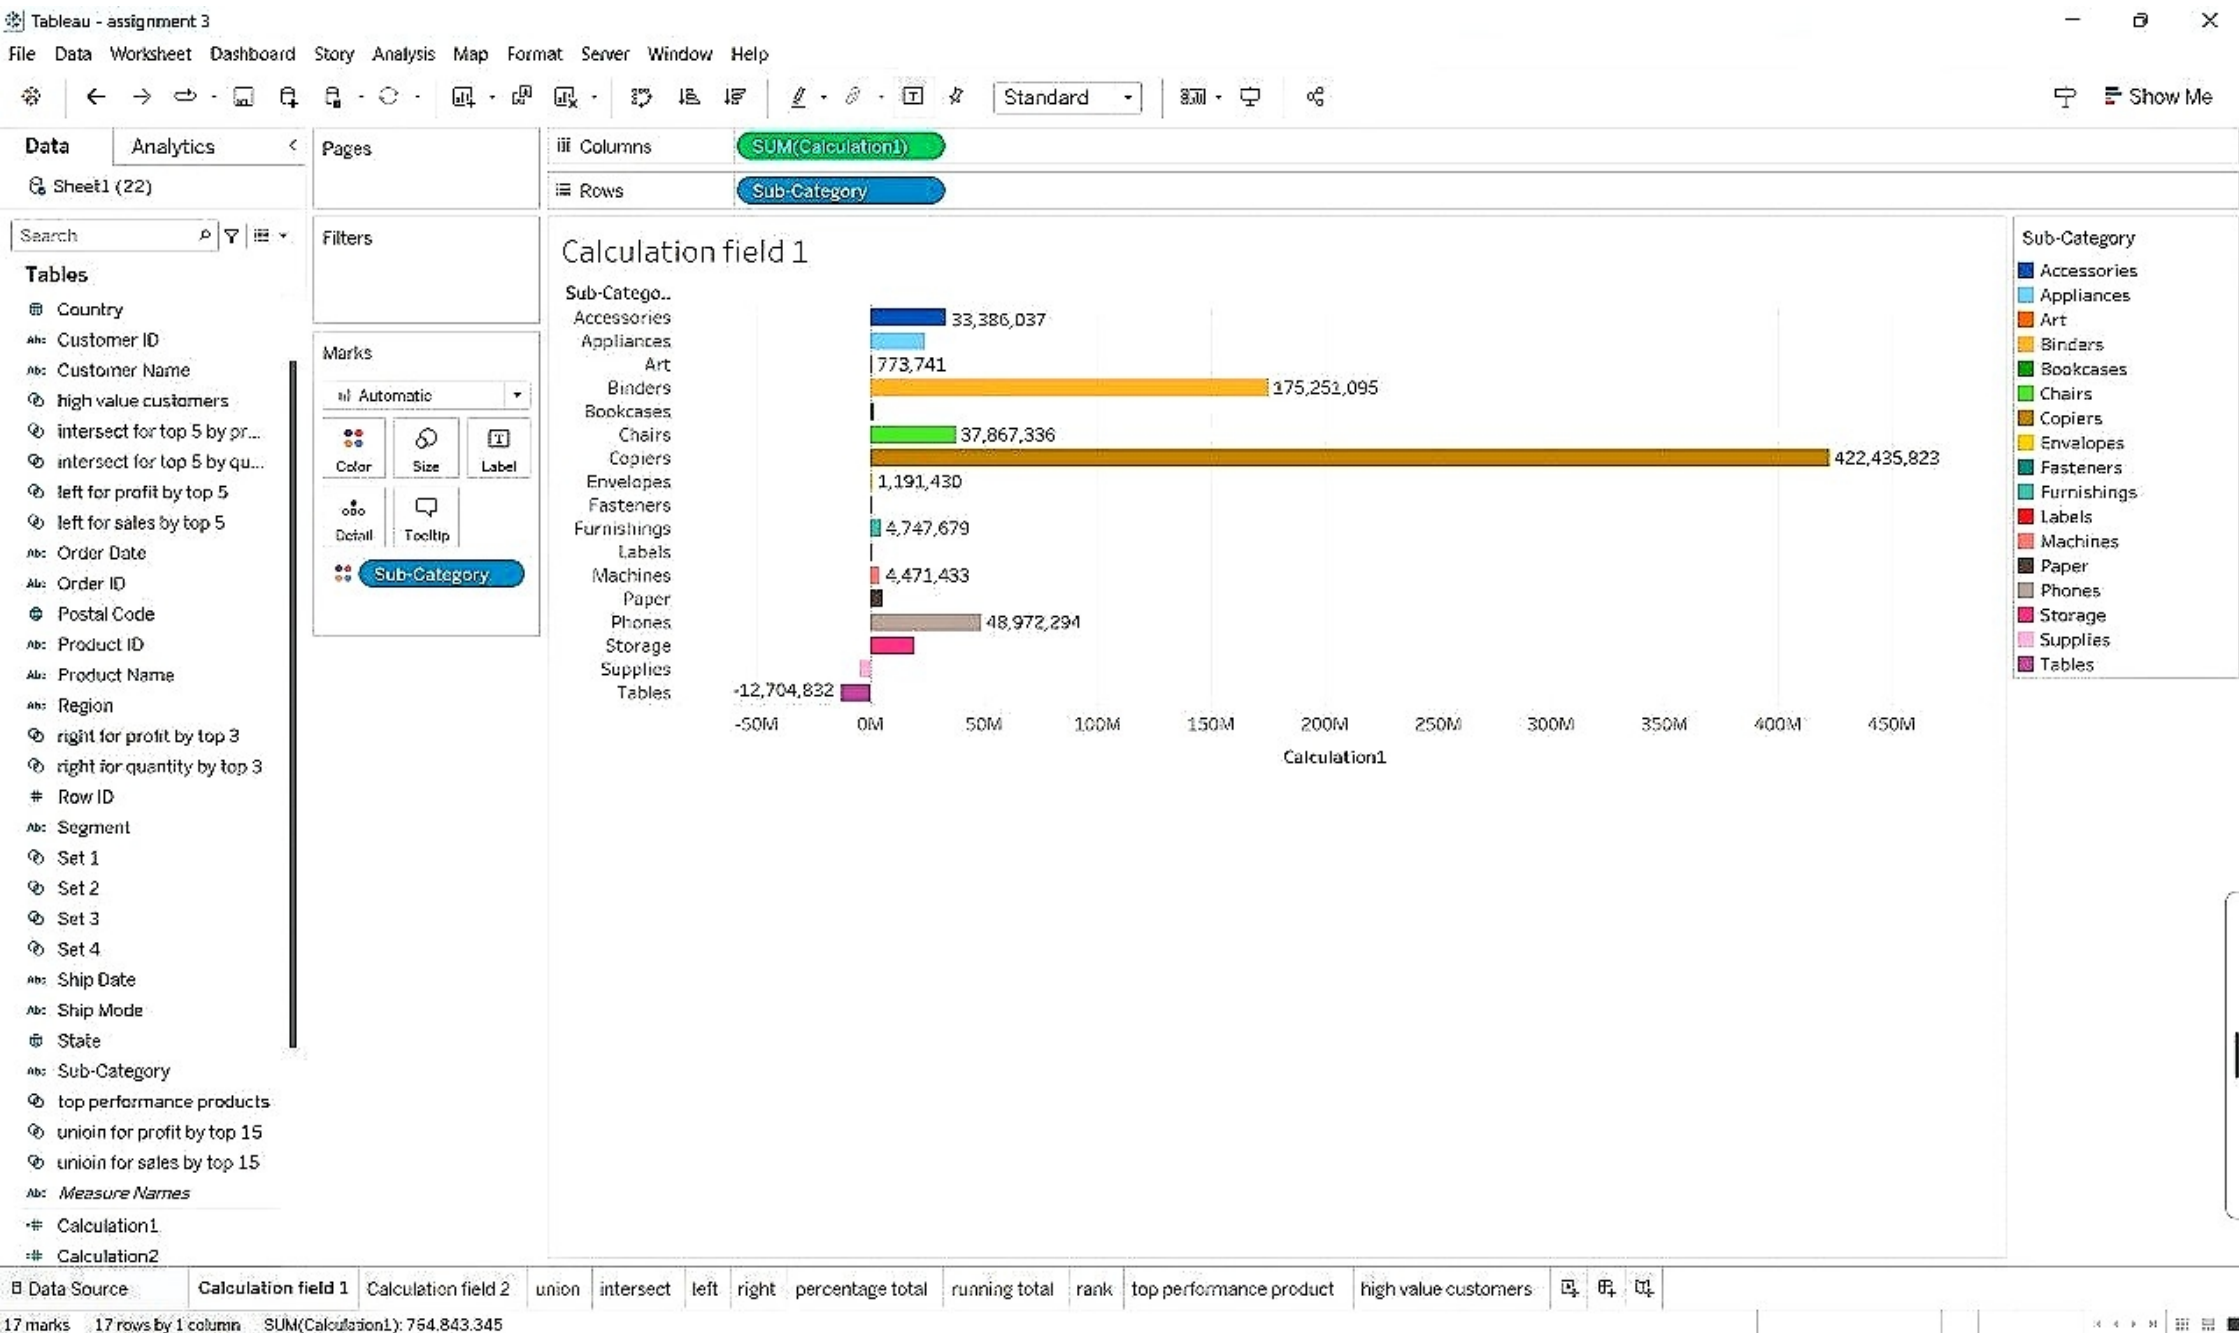 Tableau - assignment 3
File Data Worksheet Dashboard Story Analysis Map Format Server Window Help
Standard
Show Me
Data Analytics
Sheet1 (22)
Search
Tables
Country
Abc Customer ID
Abc Customer Name
high value customers
intersect for top 5 by pr...
intersect for top 5 by qu...
left for profit by top 5
left for sales by top 5
Abc Order Date
Abc Order ID
Postal Code
Abc Product ID
Abc Product Name
Abc Region
right for profit by top 3
right for quantity by top 3
# Row ID
Abc Segment
Set 1
Set 2
Set 3
Set 4
Abc Ship Date
Abc Ship Mode
State
Abc Sub-Category
top performance products
unioin for profit by top 15
unioin for sales by top 15
Abc Measure Names
=# Calculation1
=# Calculation2
Pages
Filters
Marks
Automatic
Color Size Label
Detail Tooltip
Sub-Category
Columns SUM(Calculation1)
Rows Sub-Category
Calculation field 1
Sub-Catego..
Accessories 33,386,037
Appliances
Art 773,741
Binders 175,251,095
Bookcases
Chairs 37,867,336
Copiers 422,435,823
Envelopes 1,191,430
Fasteners
Furnishings 4,747,679
Labels
Machines 4,471,433
Paper
Phones 48,972,294
Storage
Supplies
Tables -12,704,832
-50M 0M 50M 100M 150M 200M 250M 300M 350M 400M 450M
Calculation1
Sub-Category
Accessories
Appliances
Art
Binders
Bookcases
Chairs
Copiers
Envelopes
Fasteners
Furnishings
Labels
Machines
Paper
Phones
Storage
Supplies
Tables
Data Source Calculation field 1 Calculation field 2 union intersect left right percentage total running total rank top performance product high value customers
17 marks 17 rows by 1 column SUM(Calculation1): 764,843,345